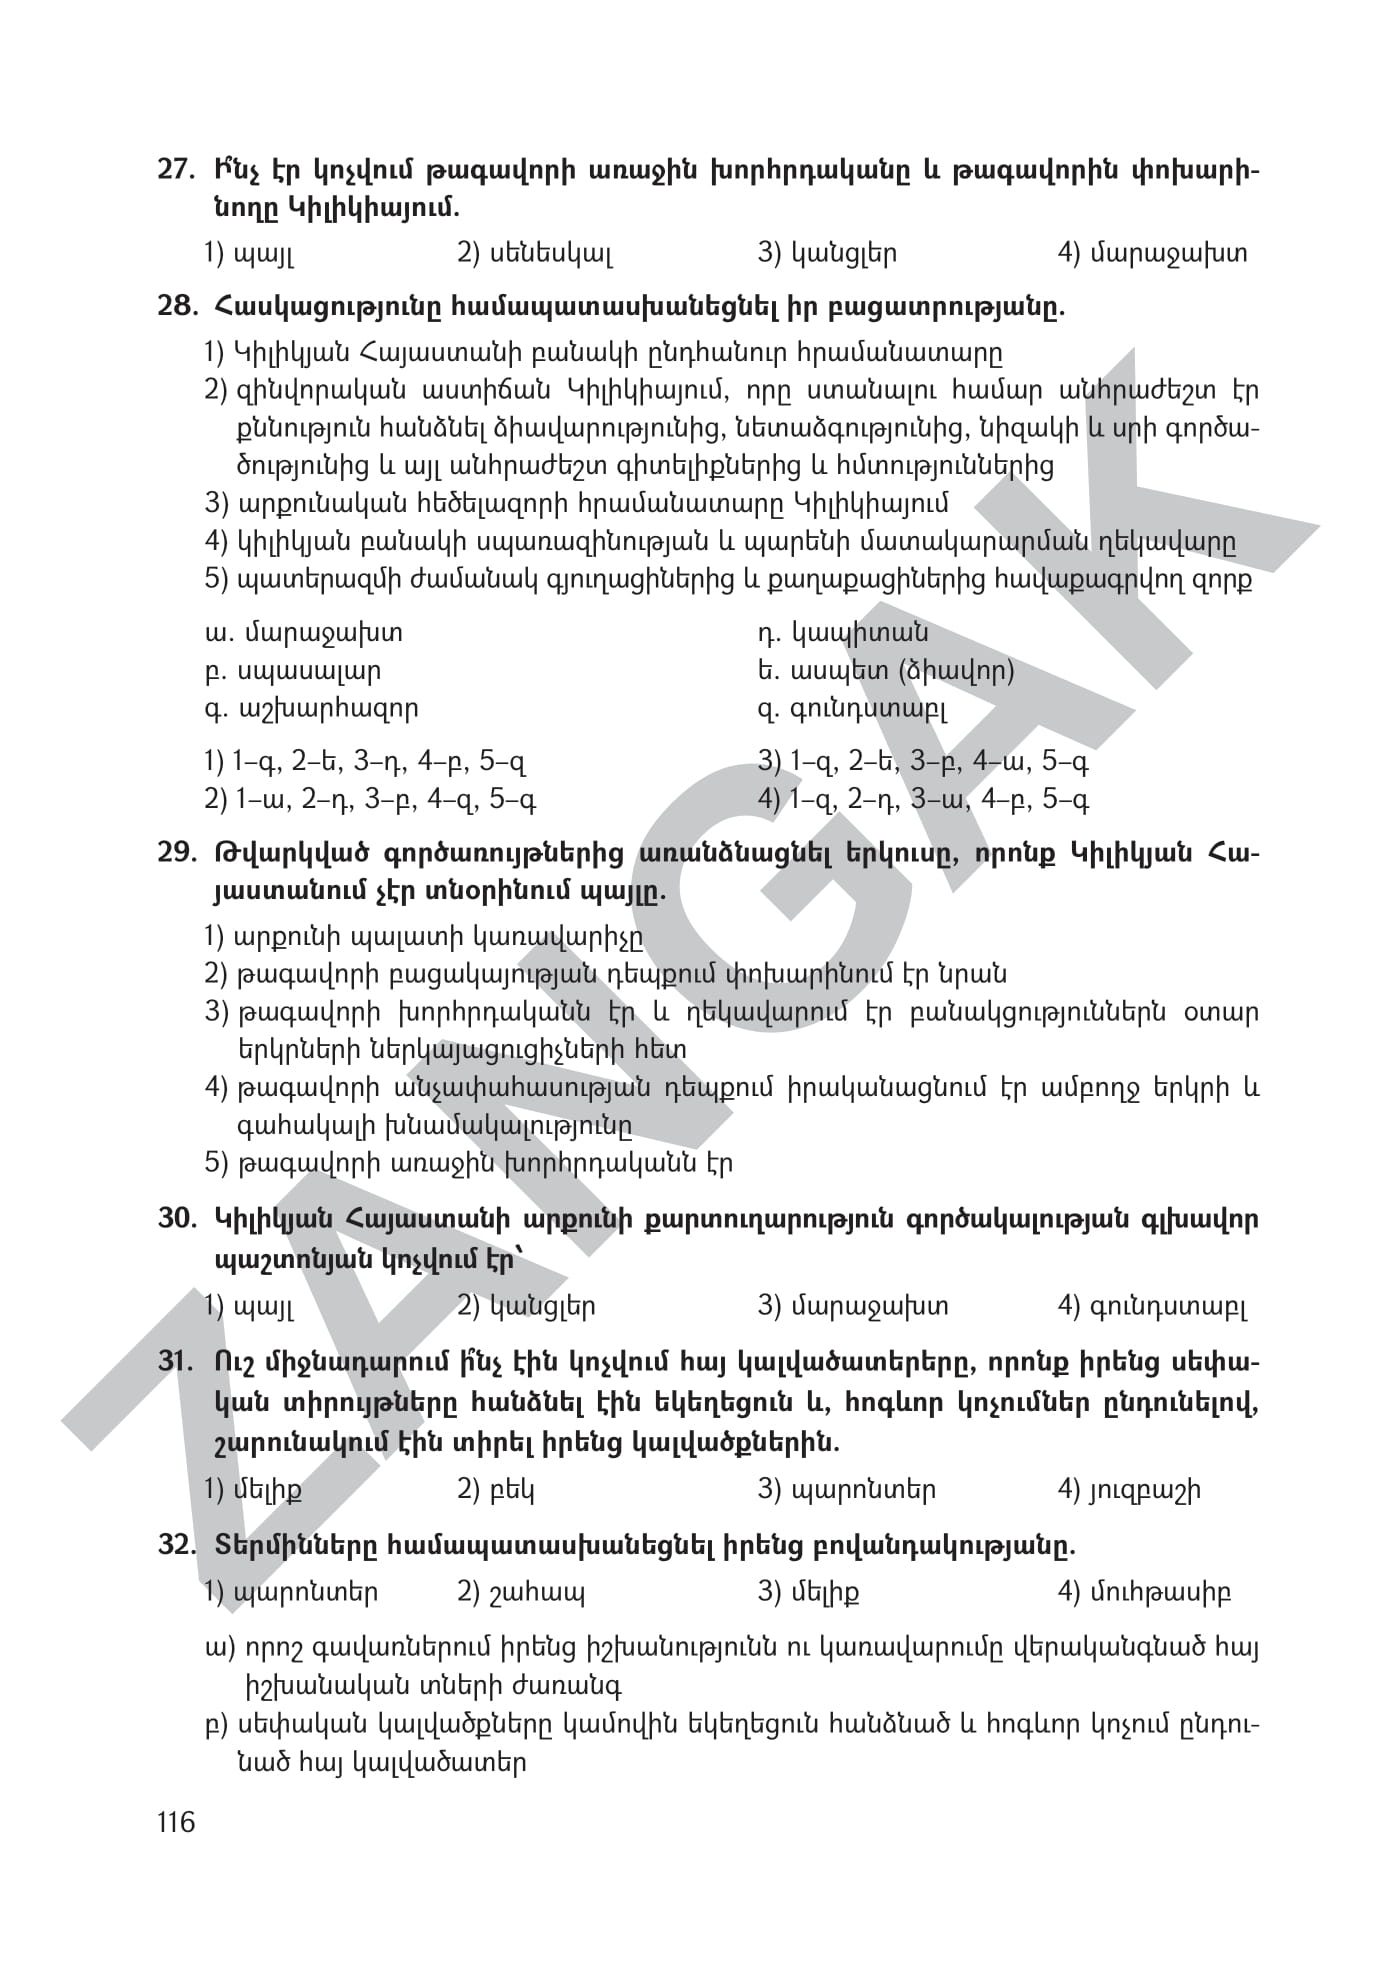 27. Ի՞նչ էր կոչվում թագավորի առաջին խորհրդականը և թագավորին փոխարի-
նողը Կիլիկիայում.
1) պայլ 2) սենեսկալ 3) կանցլեր 4) մարաջախտ
28. Հասկացությունը համապատասխանեցնել իր բացատրությանը.
1) Կիլիկյան Հայաստանի բանակի ընդհանուր հրամանատարը
2) զինվորական աստիճան Կիլիկիայում, որը ստանալու համար անհրաժեշտ էր
քննություն հանձնել ձիավարությունից, նետաձգությունից, նիզակի և սրի գործա-
ծությունից և այլ անհրաժեշտ գիտելիքներից և հմտություններից
3) արքունական հեծելազորի հրամանատարը Կիլիկիայում
4) կիլիկյան բանակի սպառազինության և պարենի մատակարարման ղեկավարը
5) պատերազմի ժամանակ գյուղացիներից և քաղաքացիներից հավաքագրվող զորք
ա. մարաջախտ դ. կապիտան
բ. սպասալար ե. ասպետ (ձիավոր)
գ. աշխարհազոր զ. գունդստաբլ
1) 1–գ, 2–ե, 3–դ, 4–բ, 5–զ 3) 1–զ, 2–ե, 3–բ, 4–ա, 5–գ
2) 1–ա, 2–դ, 3–բ, 4–զ, 5–գ 4) 1–զ, 2–դ, 3–ա, 4–բ, 5–գ
29. Թվարկված գործառույթներից առանձնացնել երկուսը, որոնք Կիլիկյան Հա-
յաստանում չէր տնօրինում պայլը.
1) արքունի պալատի կառավարիչը
2) թագավորի բացակայության դեպքում փոխարինում էր նրան
3) թագավորի խորհրդականն էր և ղեկավարում էր բանակցություններն օտար
երկրների ներկայացուցիչների հետ
4) թագավորի անչափահասության դեպքում իրականացնում էր ամբողջ երկրի և
գահակալի խնամակալությունը
5) թագավորի առաջին խորհրդականն էր
30. Կիլիկյան Հայաստանի արքունի քարտուղարություն գործակալության գլխավոր
պաշտոնյան կոչվում էր՝
1) պայլ 2) կանցլեր 3) մարաջախտ 4) գունդստաբլ
31. Ուշ միջնադարում ի՞նչ էին կոչվում հայ կալվածատերերը, որոնք իրենց սեփա-
կան տիրույթները հանձնել էին եկեղեցուն և, հոգևոր կոչումներ ընդունելով,
շարունակում էին տիրել իրենց կալվածքներին.
1) մելիք 2) բեկ 3) պարոնտեր 4) յուզբաշի
32. Տերմինները համապատասխանեցնել իրենց բովանդակությանը.
1) պարոնտեր 2) շահապ 3) մելիք 4) մուհթասիբ
ա) որոշ գավառներում իրենց իշխանությունն ու կառավարումը վերականգնած հայ
իշխանական տների ժառանգ
բ) սեփական կալվածքները կամովին եկեղեցուն հանձնած և հոգևոր կոչում ընդու-
նած հայ կալվածատեր
116
ZANGAK